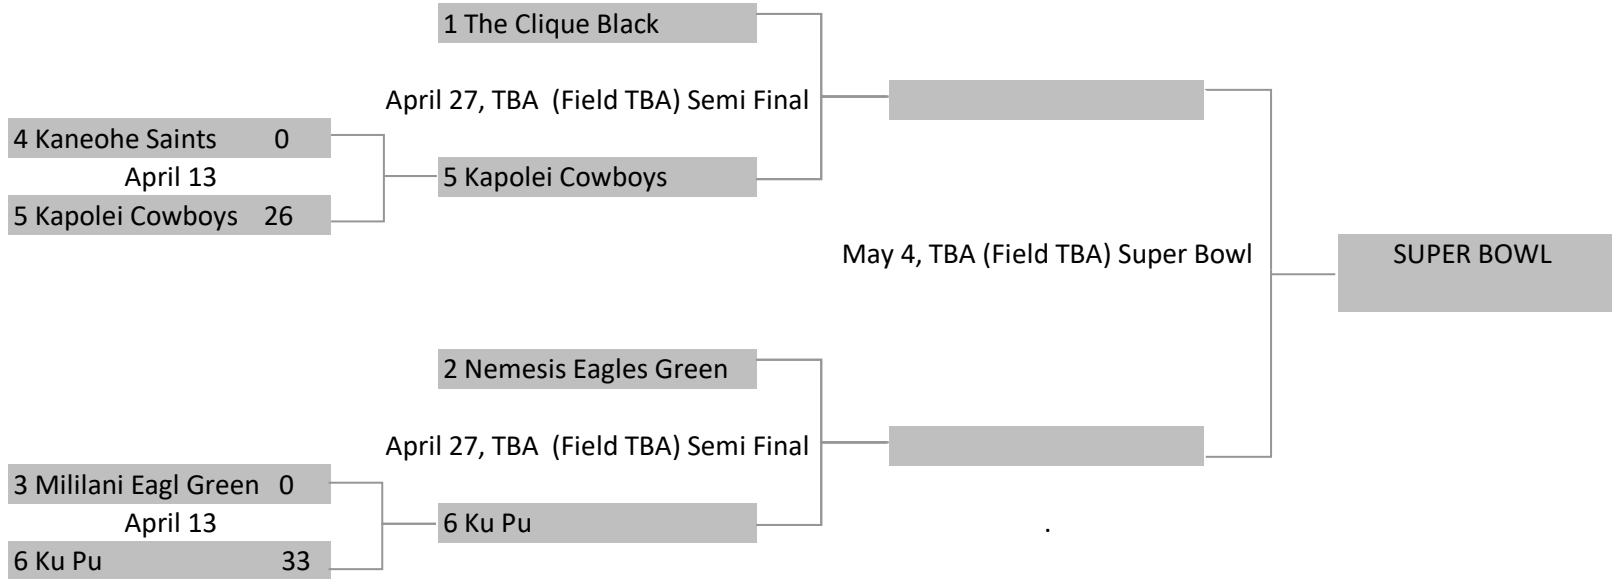 1 The Clique Black
April 27, TBA  (Field TBA) Semi Final
4 Kaneohe Saints 0
April 13
5 Kapolei Cowboys
5 Kapolei Cowboys 26
May 4, TBA (Field TBA) Super Bowl
SUPER BOWL
2 Nemesis Eagles Green
April 27, TBA  (Field TBA) Semi Final
3 Mililani Eagl Green 0
April 13
6 Ku Pu
.
6 Ku Pu 33